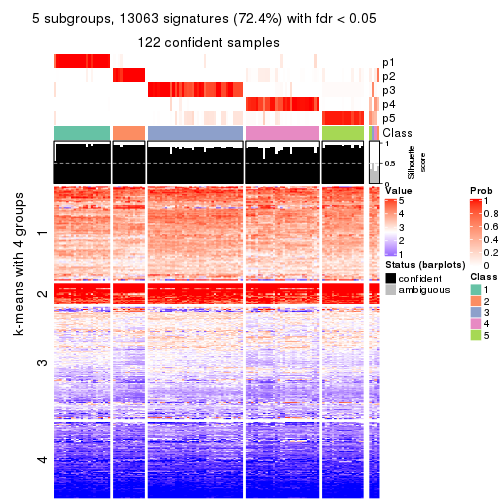 5 subgroups, 13063 signatures (72.4%) with fdr < 0.05
122 confident samples
p1
p2
p3
p4
p5
Class
1
0.5
0
Silhouette
score
k-means with 4 groups
1
2
3
4
Value
5
4
3
2
1
Status (barplots)
confident
ambiguous
Prob
1
0.8
0.6
0.4
0.2
0
Class
1
2
3
4
5